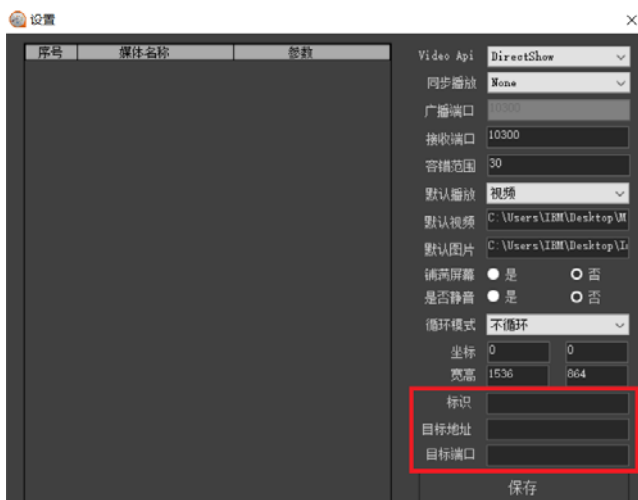 设置
序号 媒体名称 参数
Video Api DirectShow
同步播放 None
广播端口 10300
接收端口 10300
容错范围 30
默认播放 视频
默认视频 C:\Users\IBM\Desktop\M
默认图片 C:\Users\IBM\Desktop\I
铺满屏幕 是 否
是否静音 是 否
循环模式 不循环
坐标 0 0
宽高 1536 864
标识
目标地址
目标端口
保存